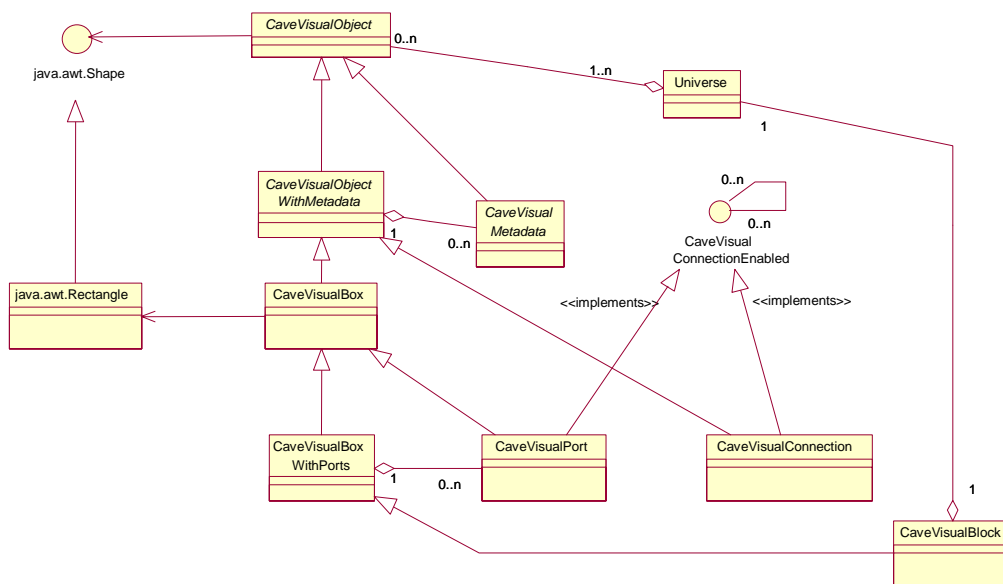 CaveVisualObject
0..n
java.awt.Shape
1..n
Universe
1
CaveVisualObject
WithMetadata
1
0..n
CaveVisual
Metadata
0..n
0..n
CaveVisual
ConnectionEnabled
java.awt.Rectangle
CaveVisualBox
<<implements>>
<<implements>>
CaveVisualBox
WithPorts
1
0..n
CaveVisualPort
CaveVisualConnection
1
CaveVisualBlock